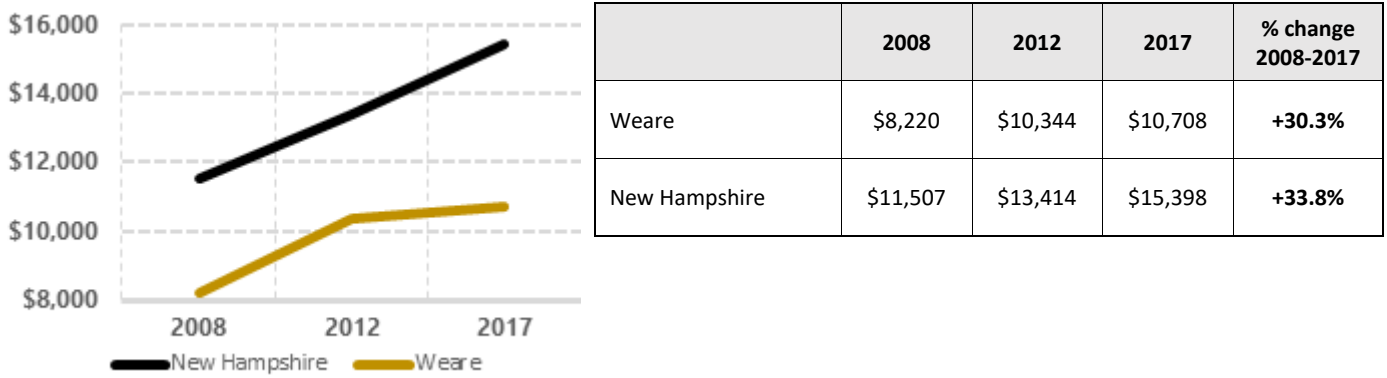 $16,000
$14,000
$12,000
$10,000
$8,000
2008 2012 2017
New Hampshire Weare
2008 2012 2017 % change
2008-2017
Weare $8,220 $10,344 $10,708 +30.3%
New Hampshire $11,507 $13,414 $15,398 +33.8%